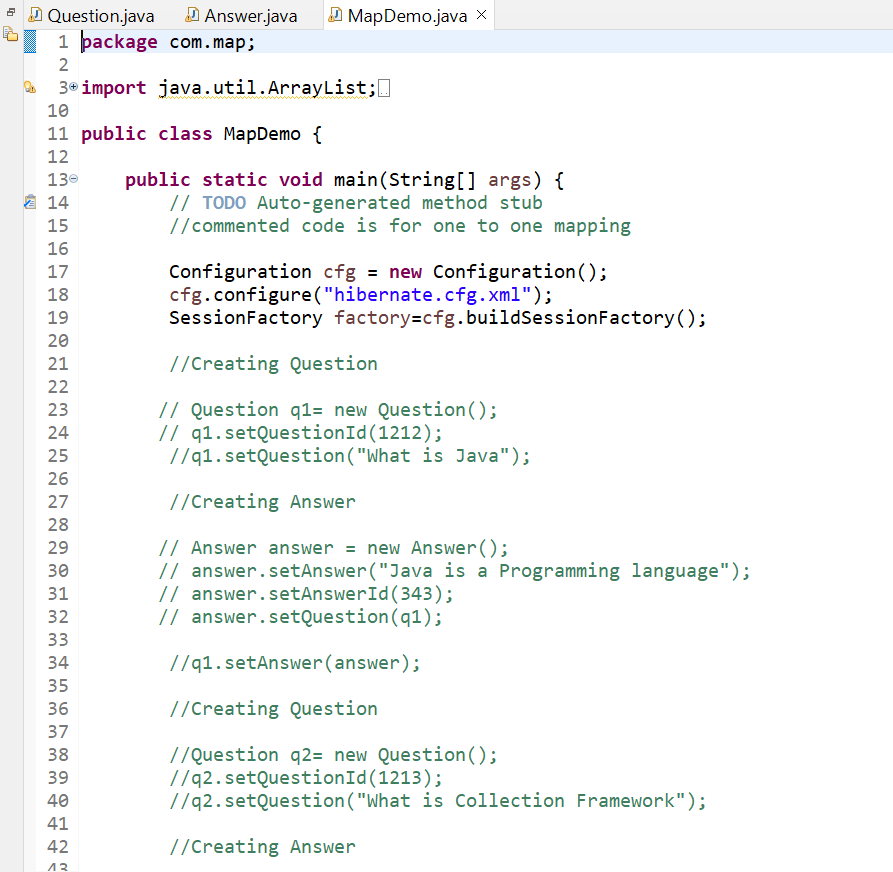 Question.java Answer.java MapDemo.java
1 package com.map;
2
3 import java.util.ArrayList;
10
11 public class MapDemo {
12
13     public static void main(String[] args) {
14         // TODO Auto-generated method stub
15         //commented code is for one to one mapping
16
17         Configuration cfg = new Configuration();
18         cfg.configure("hibernate.cfg.xml");
19         SessionFactory factory=cfg.buildSessionFactory();
20
21         //Creating Question
22
23        // Question q1= new Question();
24        // q1.setQuestionId(1212);
25         //q1.setQuestion("What is Java");
26
27         //Creating Answer
28
29        // Answer answer = new Answer();
30        // answer.setAnswer("Java is a Programming language");
31        // answer.setAnswerId(343);
32        // answer.setQuestion(q1);
33
34         //q1.setAnswer(answer);
35
36         //Creating Question
37
38         //Question q2= new Question();
39         //q2.setQuestionId(1213);
40         //q2.setQuestion("What is Collection Framework");
41
42         //Creating Answer
43